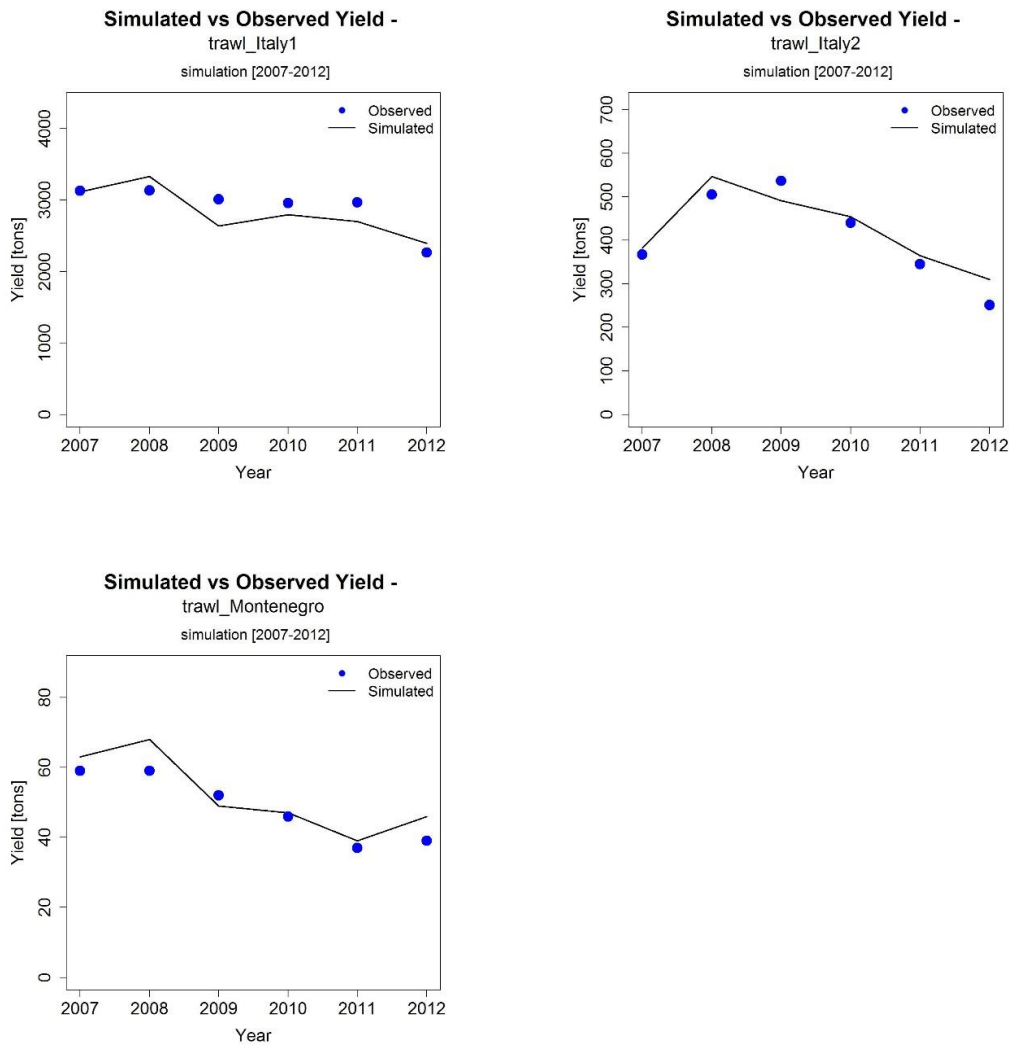 Simulated vs Observed Yield -
trawl_Italy1
simulation [2007-2012]
Observed
Simulated
Yield [tons]
4000
3000
2000
1000
0
2007 2008 2009 2010 2011 2012
Year
Simulated vs Observed Yield -
trawl_Italy2
simulation [2007-2012]
Observed
Simulated
Yield [tons]
700
600
500
400
300
200
100
0
2007 2008 2009 2010 2011 2012
Year
Simulated vs Observed Yield -
trawl_Montenegro
simulation [2007-2012]
Observed
Simulated
Yield [tons]
80
60
40
20
0
2007 2008 2009 2010 2011 2012
Year